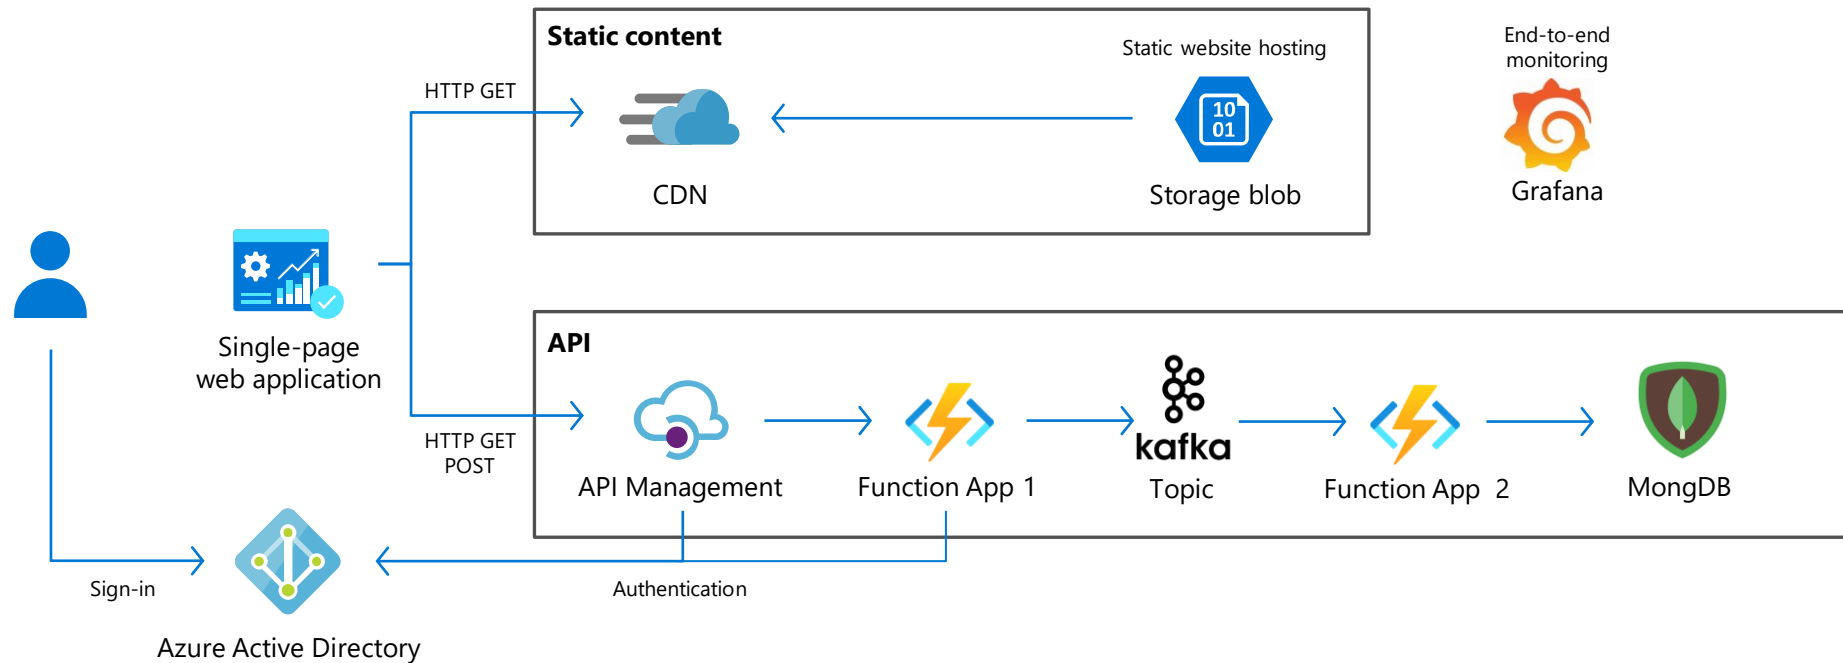 Static content
Static website hosting
End-to-end
monitoring
HTTP GET
10
01
CDN
Storage blob
Grafana
Single-page
web application
API
HTTP GET
POST
kafka
API Management
Function App 1
Topic
Function App 2
MongDB
Sign-in
Authentication
Azure Active Directory